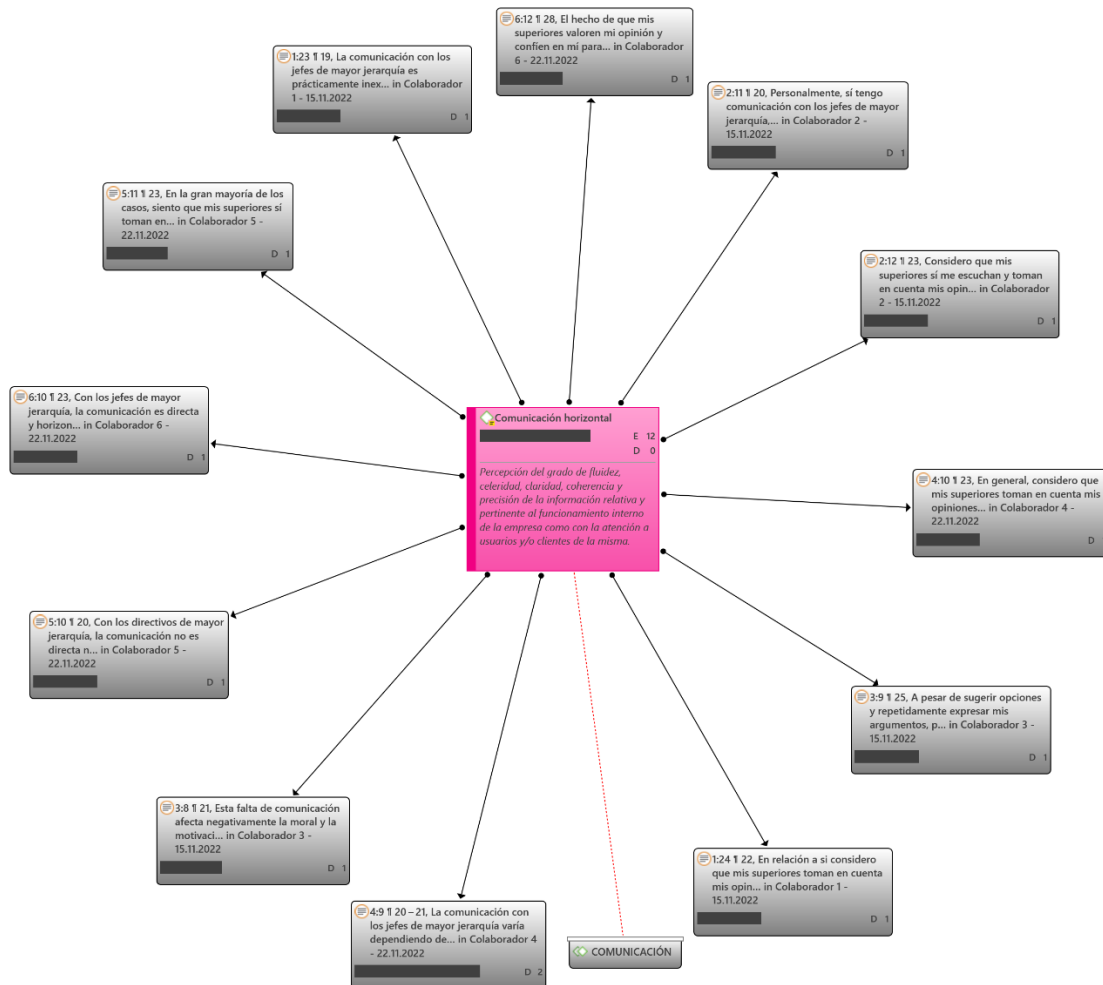 6:12 ¶ 28, El hecho de que mis
superiores valoren mi opinión y
confíen en mí para... in Colaborador
6 - 22.11.2022
D 1
1:23 ¶ 19, La comunicación con los
jefes de mayor jerarquía es
prácticamente inex... in Colaborador
1 - 15.11.2022
D 1
2:11 ¶ 20, Personalmente, sí tengo
comunicación con los jefes de mayor
jerarquía,... in Colaborador 2 -
15.11.2022
D 1
5:11 ¶ 23, En la gran mayoría de los
casos, siento que mis superiores sí
toman en... in Colaborador 5 -
22.11.2022
D 1
2:12 ¶ 23, Considero que mis
superiores sí me escuchan y toman
en cuenta mis opin... in Colaborador
2 - 15.11.2022
D 1
6:10 ¶ 23, Con los jefes de mayor
jerarquía, la comunicación es directa
y horizon... in Colaborador 6 -
22.11.2022
D 1
Comunicación horizontal
E 12
D 0
Percepción del grado de fluidez,
celeridad, claridad, coherencia y
precisión de la información relativa y
pertinente al funcionamiento interno
de la empresa como con la atención a
usuarios y/o clientes de la misma.
4:10 ¶ 23, En general, considero que
mis superiores toman en cuenta mis
opiniones... in Colaborador 4 -
22.11.2022
D 1
5:10 ¶ 20, Con los directivos de mayor
jerarquía, la comunicación no es
directa n... in Colaborador 5 -
22.11.2022
D 1
3:9 ¶ 25, A pesar de sugerir opciones
y repetidamente expresar mis
argumentos, p... in Colaborador 3 -
15.11.2022
D 1
3:8 ¶ 21, Esta falta de comunicación
afecta negativamente la moral y la
motivaci... in Colaborador 3 -
15.11.2022
D 1
1:24 ¶ 22, En relación a si considero
que mis superiores toman en cuenta
mis opin... in Colaborador 1 -
15.11.2022
D 1
4:9 ¶ 20 – 21, La comunicación con
los jefes de mayor jerarquía varía
dependiendo de... in Colaborador 4
- 22.11.2022
D 2
COMUNICACIÓN